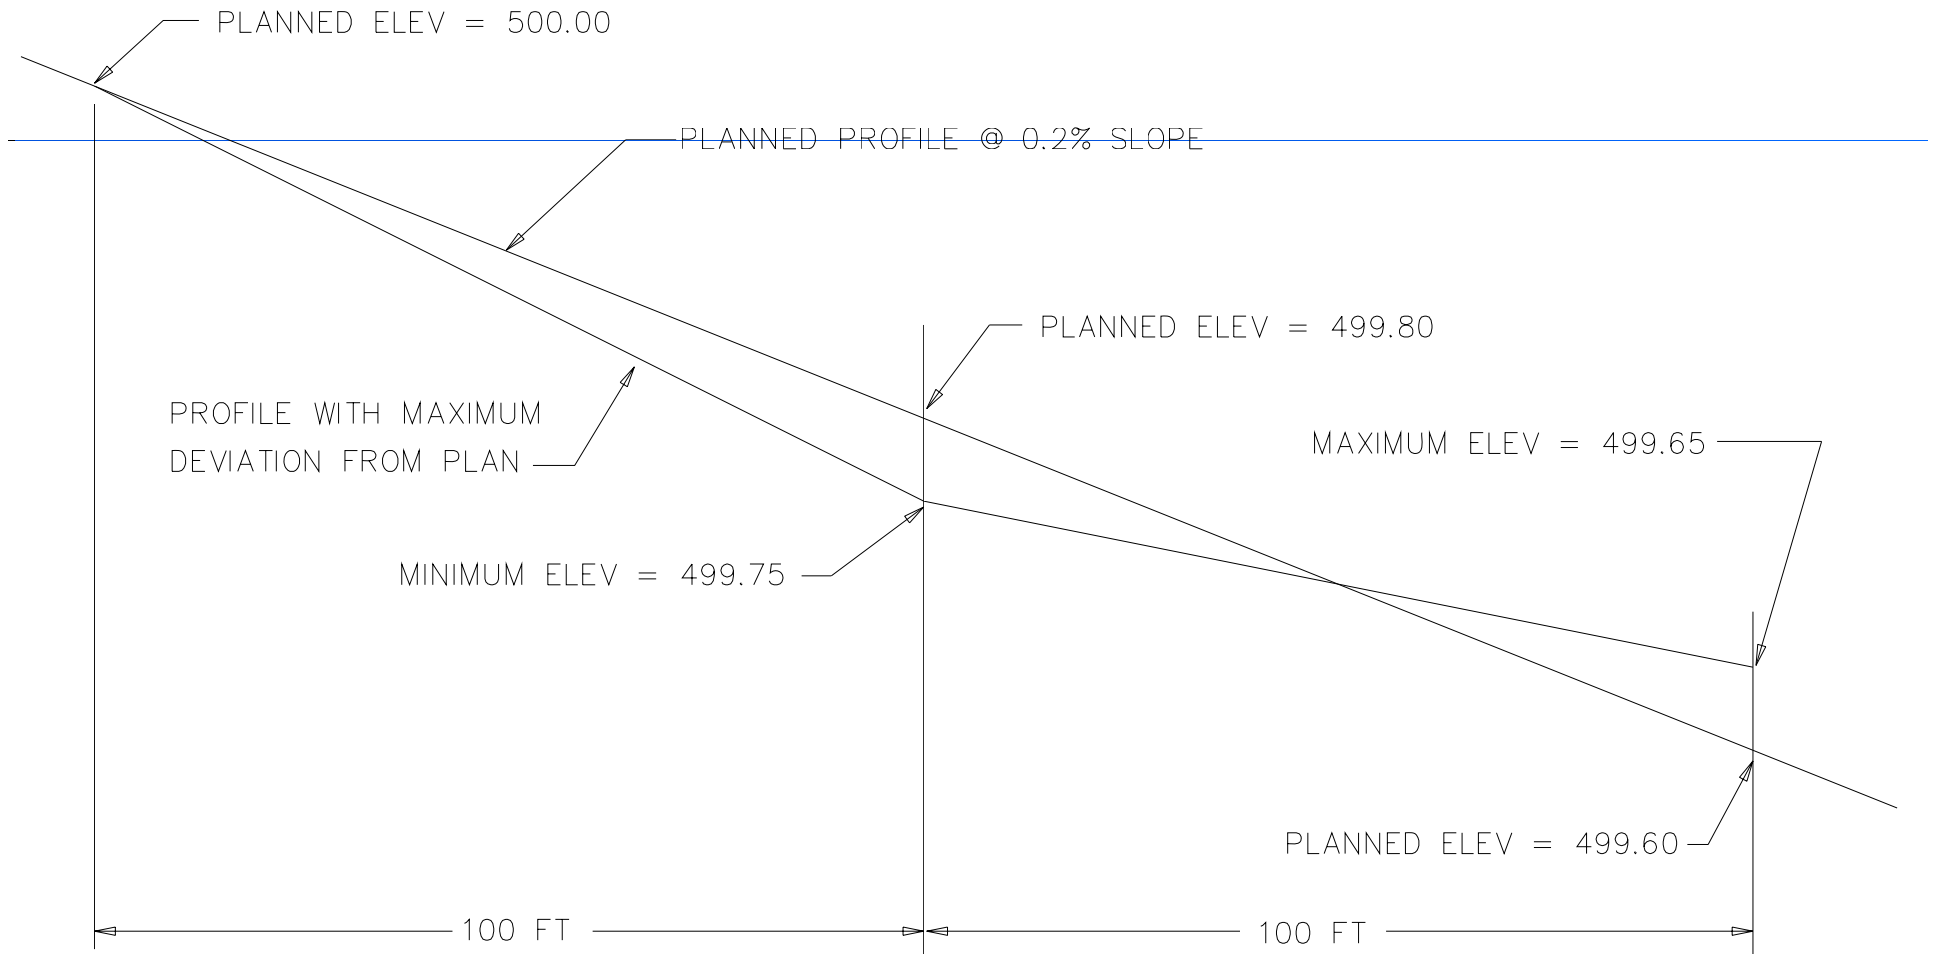 PLANNED ELEV = 500.00
PLANNED PROFILE @ 0.2% SLOPE
PLANNED ELEV = 499.80
PROFILE WITH MAXIMUM
DEVIATION FROM PLAN
MAXIMUM ELEV = 499.65
MINIMUM ELEV = 499.75
PLANNED ELEV = 499.60
100 FT
100 FT